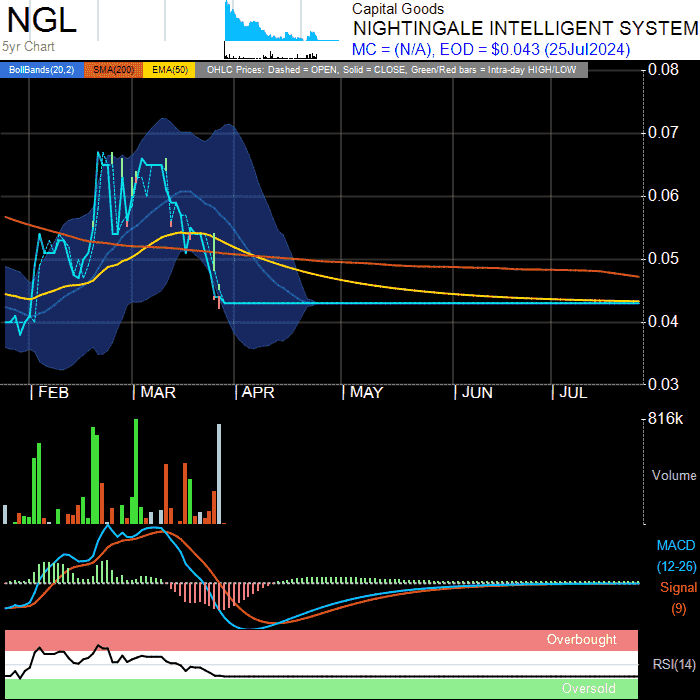 NGL
5yr Chart
Capital Goods
NIGHTINGALE INTELLIGENT SYSTEM
MC = (N/A), EOD = $0.043 (25Jul2024)
BollBands(20,2) SMA(200) EMA(50) OHLC Prices: Dashed = OPEN, Solid = CLOSE, Green/Red bars = Intra-day HIGH/LOW
0.08
0.07
0.06
0.05
0.04
0.03
| FEB | MAR | APR | MAY | JUN | JUL
816k
Volume
MACD
(12-26)
Signal
(9)
Overbought
RSI(14)
Oversold